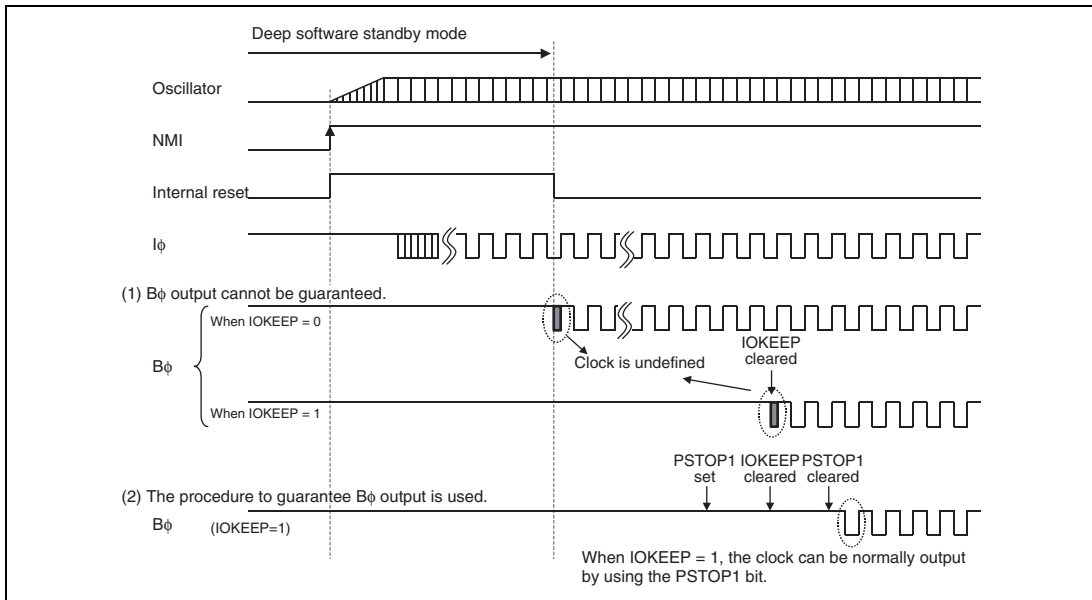 Deep software standby mode
Oscillator
NMI
Internal reset
Iϕ
(1) Bϕ output cannot be guaranteed.
When IOKEEP = 0
Bϕ
Clock is undefined
IOKEEP
cleared
When IOKEEP = 1
PSTOP1 IOKEEP PSTOP1
set cleared cleared
(2) The procedure to guarantee Bϕ output is used.
Bϕ (IOKEEP=1)
When IOKEEP = 1, the clock can be normally output
by using the PSTOP1 bit.